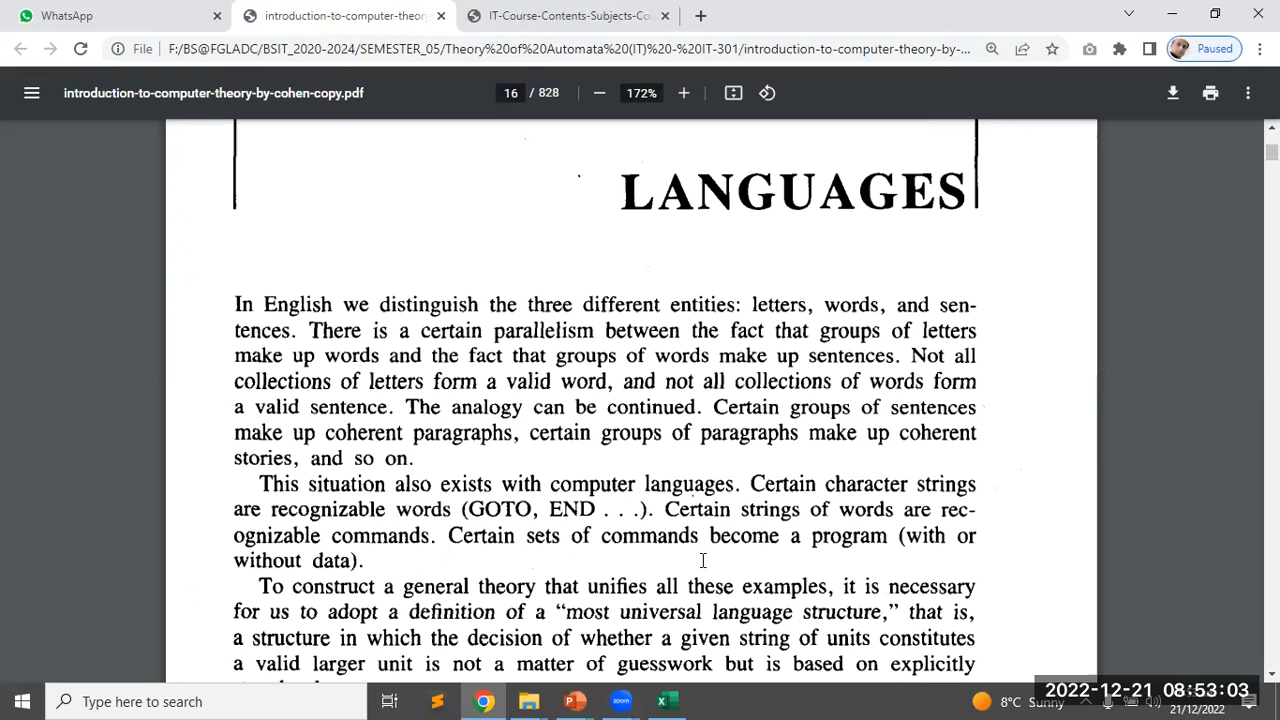 WhatsApp
introduction-to-computer-theory
IT-Course-Contents-Subjects-Co
File
F:/BS@FGLADC/BSIT_2020-2024/SEMESTER_05/Theory%20of%20Automata%20(IT)%20-%20IT-301/introduction-to-computer-theory-by-...
Paused
introduction-to-computer-theory-by-cohen-copy.pdf
16 / 828
172%
LANGUAGES
In English we distinguish the three different entities: letters, words, and sen-
tences. There is a certain parallelism between the fact that groups of letters
make up words and the fact that groups of words make up sentences. Not all
collections of letters form a valid word, and not all collections of words form
a valid sentence. The analogy can be continued. Certain groups of sentences
make up coherent paragraphs, certain groups of paragraphs make up coherent
stories, and so on.
This situation also exists with computer languages. Certain character strings
are recognizable words (GOTO, END . . .). Certain strings of words are rec-
ognizable commands. Certain sets of commands become a program (with or
without data).
To construct a general theory that unifies all these examples, it is necessary
for us to adopt a definition of a “most universal language structure,” that is,
a structure in which the decision of whether a given string of units constitutes
a valid larger unit is not a matter of guesswork but is based on explicitly
Type here to search
zoom
8°C Sunny
2022-12-21 08:53:03
21/12/2022